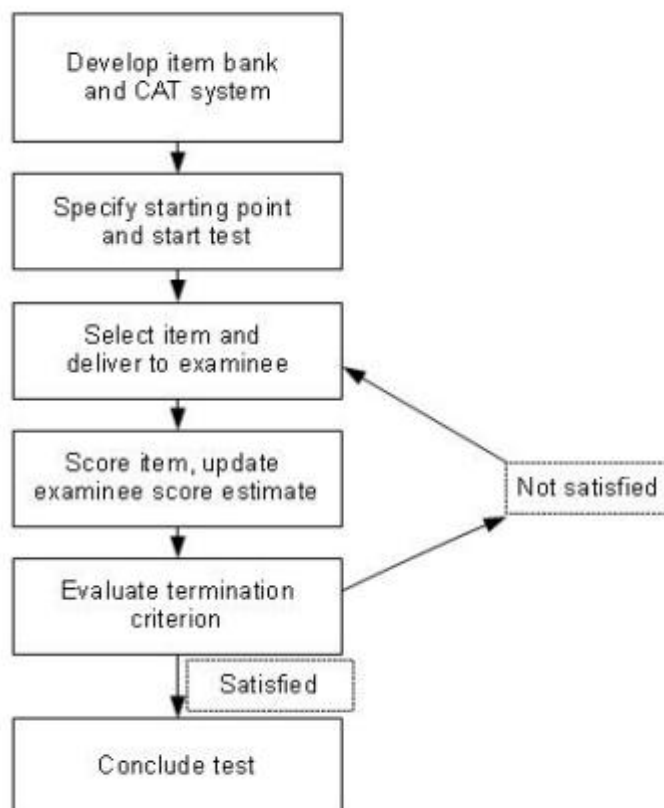 Develop item bank
and CAT system
Specify starting point
and start test
Select item and
deliver to examinee
Score item, update
examinee score estimate
Not satisfied
Evaluate termination
criterion
Satisfied
Conclude test